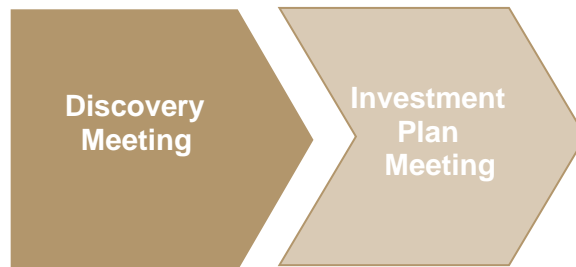 Discovery
Meeting
Investment
Plan
Meeting